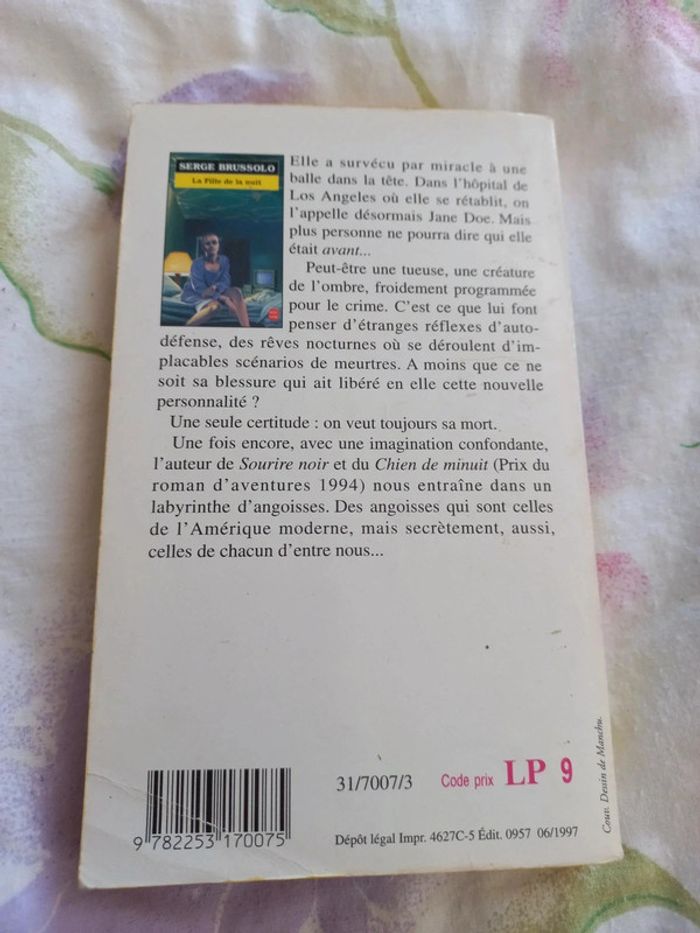 SERGE BRUSSOLO
La Fille de la nuit
Elle a survécu par miracle à une
balle dans la tête. Dans l'hôpital de
Los Angeles où elle se rétablit, on
l'appelle désormais Jane Doe. Mais
plus personne ne pourra dire qui elle
était avant...
Peut-être une tueuse, une créature
de l'ombre, froidement programmée
pour le crime. C'est ce que lui font
penser d'étranges réflexes d'auto-
défense, des rêves nocturnes où se déroulent d'im-
placables scénarios de meurtres. A moins que ce ne
soit sa blessure qui ait libéré en elle cette nouvelle
personnalité ?
Une seule certitude : on veut toujours sa mort.
Une fois encore, avec une imagination confondante,
l'auteur de Sourire noir et du Chien de minuit (Prix du
roman d'aventures 1994) nous entraîne dans un
labyrinthe d'angoisses. Des angoisses qui sont celles
de l'Amérique moderne, mais secrètement, aussi,
celles de chacun d'entre nous...
9 782253 170075
31/7007/3
Code prix LP 9
Dépôt légal Impr. 4627C-5 Édit. 0957 06/1997
Couv. Dessin de Manchu.